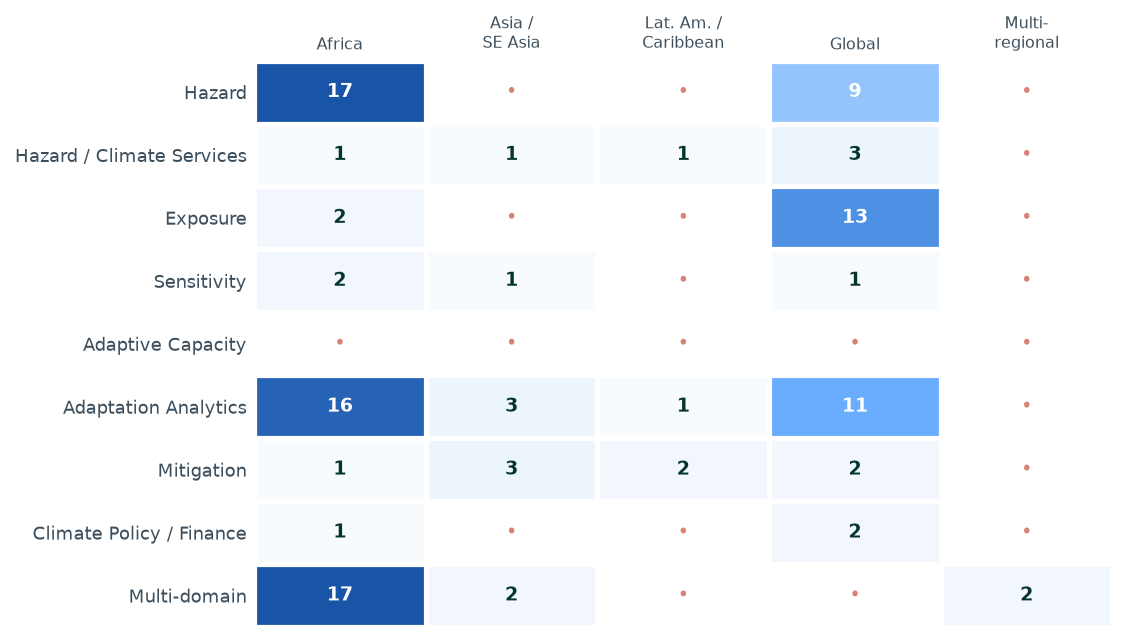 Africa
Asia /
SE Asia
Lat. Am. /
Caribbean
Global
Multi-
regional
Hazard 17 • • 9 •
Hazard / Climate Services 1 1 1 3 •
Exposure 2 • • 13 •
Sensitivity 2 1 • 1 •
Adaptive Capacity • • • • •
Adaptation Analytics 16 3 1 11 •
Mitigation 1 3 2 2 •
Climate Policy / Finance 1 • • 2 •
Multi-domain 17 2 • • 2